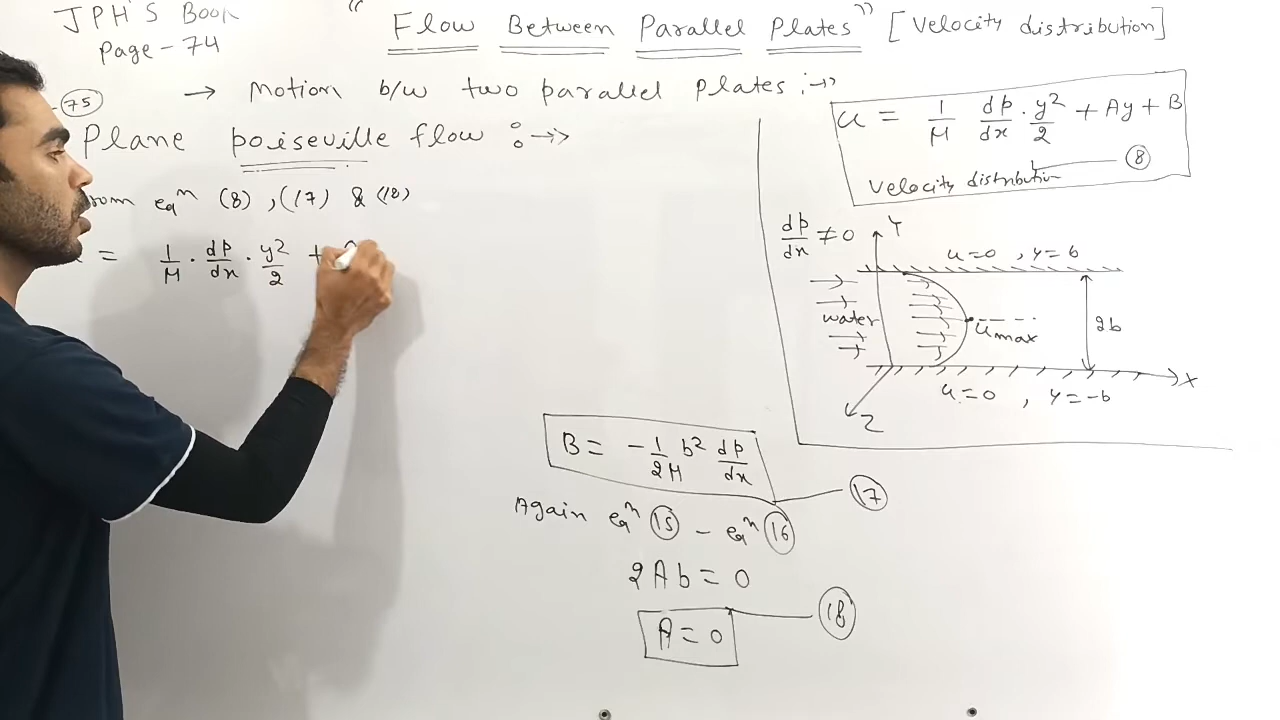 JPH'S Book
Page - 74
" Flow Between Parallel Plates " [Velocity distribution]
- 75
→ Motion b/w two parallel plates :→
Plane poiseville flow :→
from eqⁿ (8), (17) & (18)
= 1/μ · dp/dx · y²/2 +
u = 1/μ dp/dx · y²/2 + Ay + B
8
Velocity distribution
dp/dx ≠ 0
Y
u=0 , y=b
water
umax
2b
X
u=0 , y=-b
Z
B = -1/2μ b² dp/dx
17
Again eqⁿ 15 - eqⁿ 16
2Ab = 0
A = 0
18